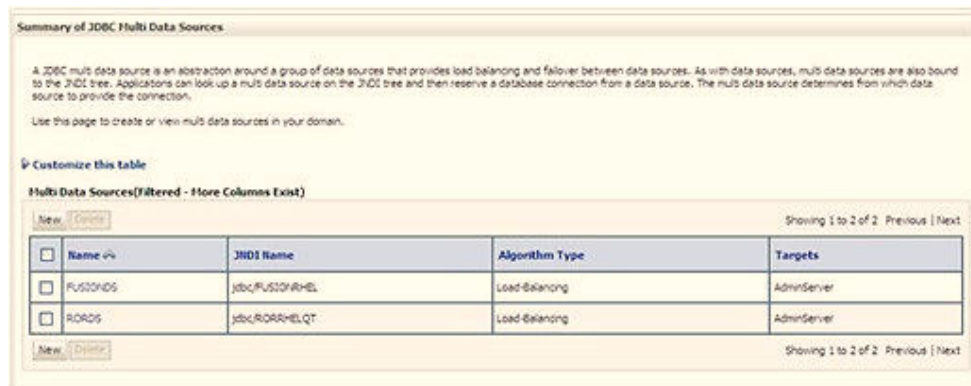 Summary of JDBC Multi Data Sources
A JDBC multi data source is an abstraction around a group of data sources that provides load balancing and failover between data sources. As with data sources, multi data sources are also bound
to the JNDI tree. Applications can look up a multi data source on the JNDI tree and then reserve a database connection from a data source. The multi data source determines from which data
source to provide the connection.
Use this page to create or view multi data sources in your domain.
Customize this table
Multi Data Sources(Filtered - More Columns Exist)
New Delete Showing 1 to 2 of 2 Previous | Next
Name JNDI Name Algorithm Type Targets
FUSIONDS jdbc/FUSIONRHEL Load-Balancing AdminServer
RORDS jdbc/RORRHELQT Load-Balancing AdminServer
New Delete Showing 1 to 2 of 2 Previous | Next